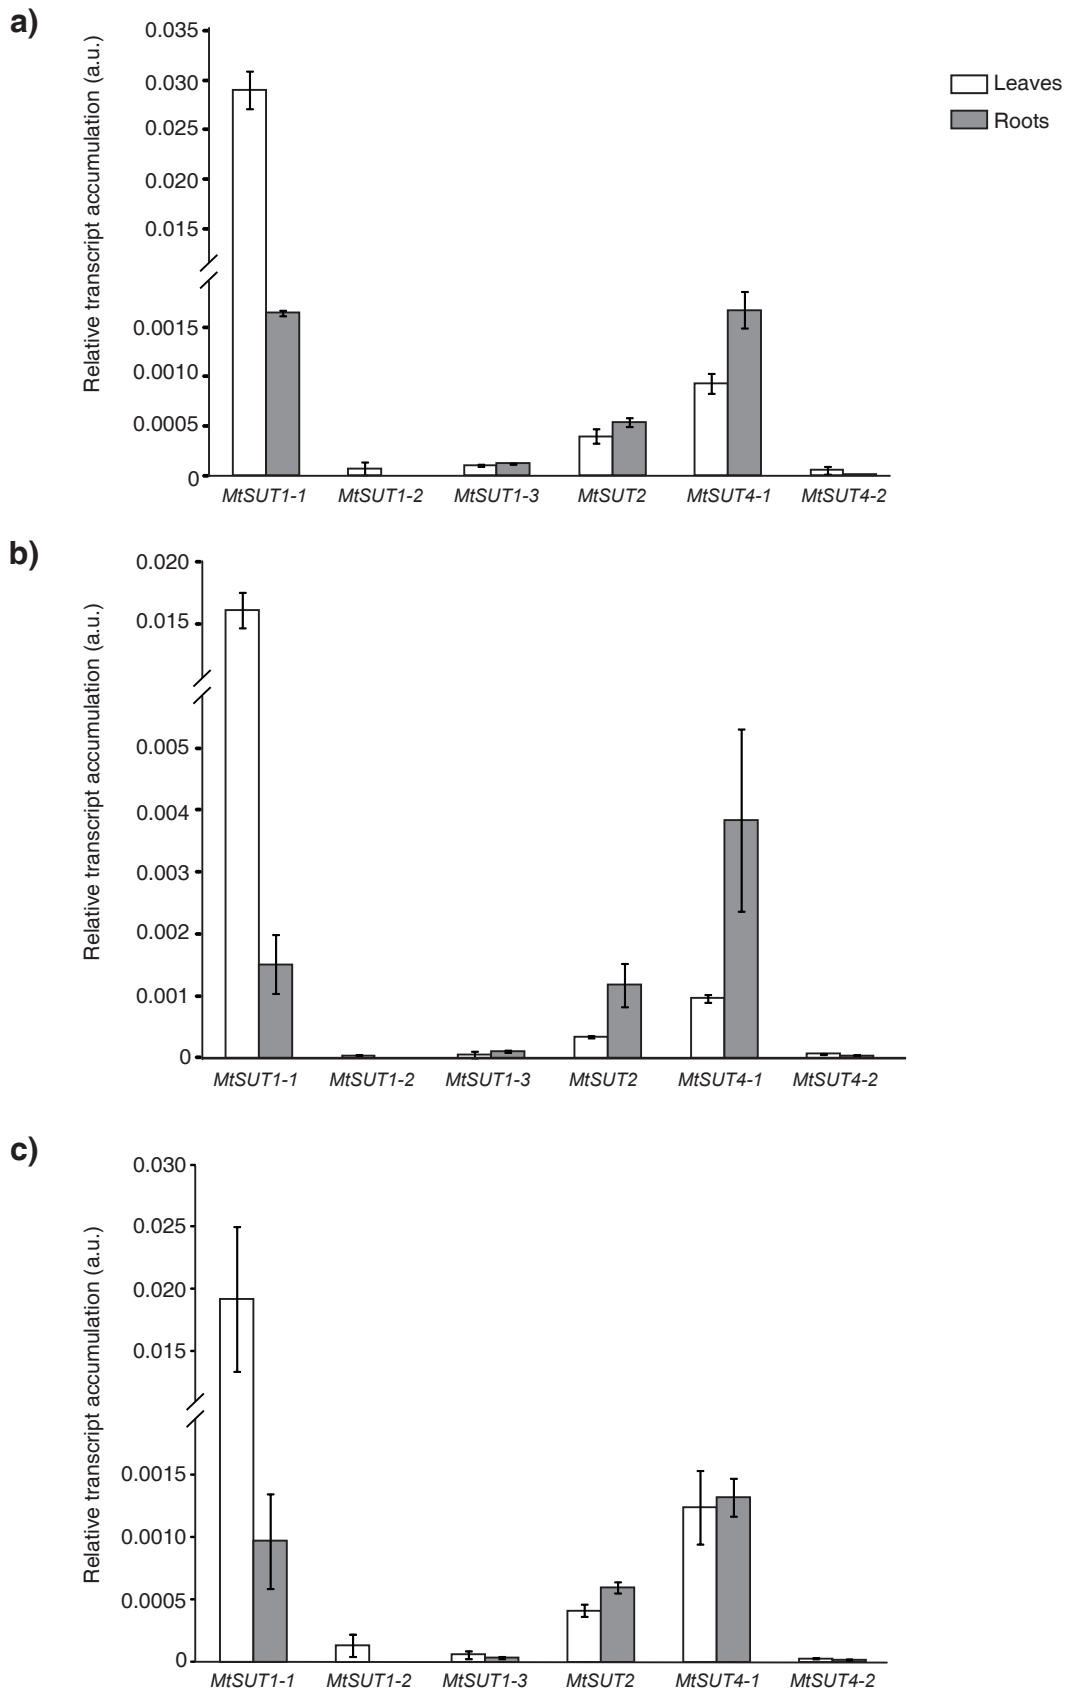 a)
Relative transcript accumulation (a.u.)
0.035
0.030
0.025
0.020
0.015
0.0015
0.0010
0.0005
0
MtSUT1-1 MtSUT1-2 MtSUT1-3 MtSUT2 MtSUT4-1 MtSUT4-2
Leaves
Roots
b)
Relative transcript accumulation (a.u.)
0.020
0.015
0.005
0.004
0.003
0.002
0.001
0
MtSUT1-1 MtSUT1-2 MtSUT1-3 MtSUT2 MtSUT4-1 MtSUT4-2
c)
Relative transcript accumulation (a.u.)
0.030
0.025
0.020
0.015
0.0015
0.0010
0.0005
0
MtSUT1-1 MtSUT1-2 MtSUT1-3 MtSUT2 MtSUT4-1 MtSUT4-2